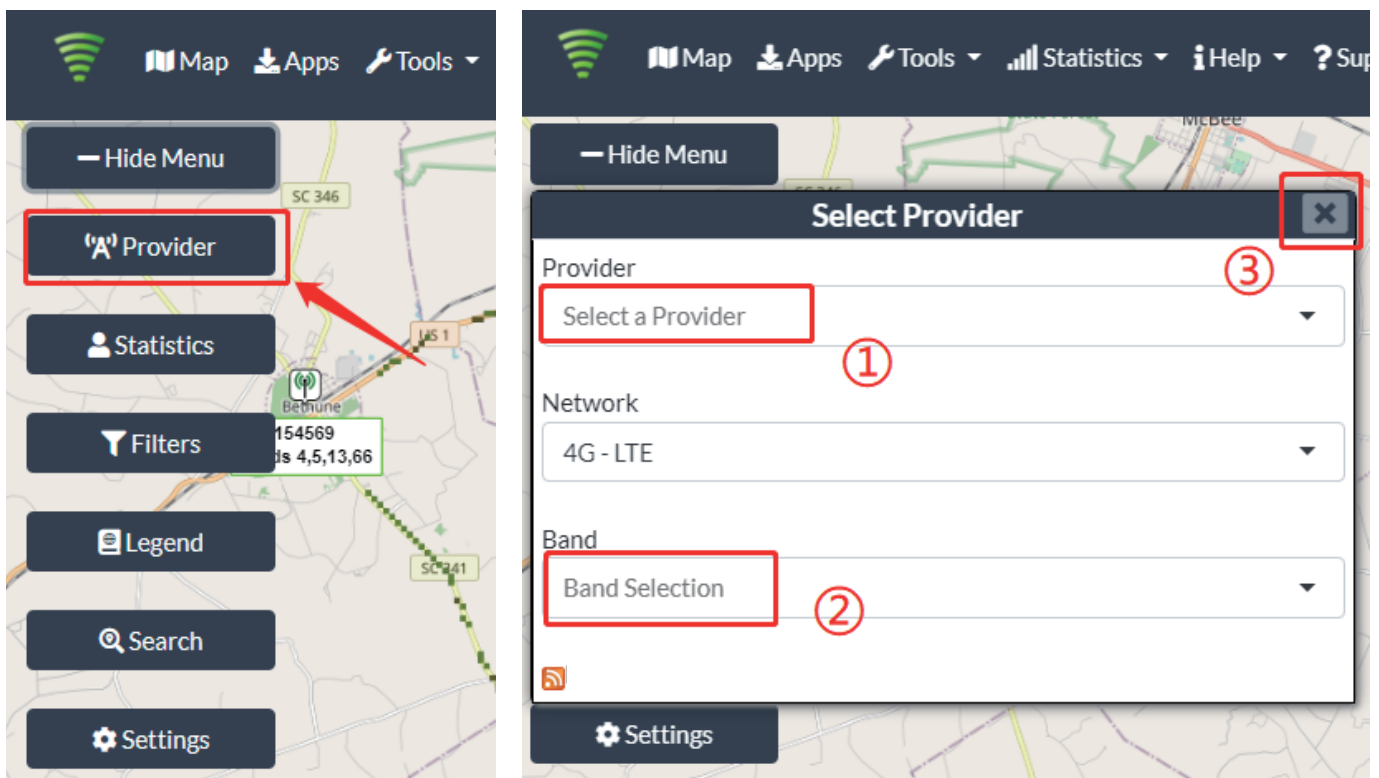 Map Apps Tools
Hide Menu
SC 346
Provider
Statistics
US 1
Bethune
Filters
154569
ds 4,5,13,66
Legend
SC 341
Search
Settings
Map Apps Tools Statistics Help ? Sup
McBee
Hide Menu
Select Provider
③
Provider
Select a Provider
①
Network
4G - LTE
Band
Band Selection
②
Settings